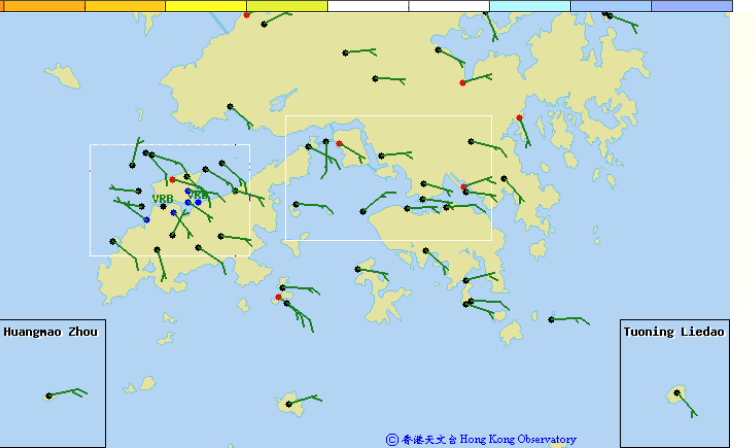 VRB
VRB
Huangmao Zhou
Tuoning Liedao
© 香港天文台 Hong Kong Observatory